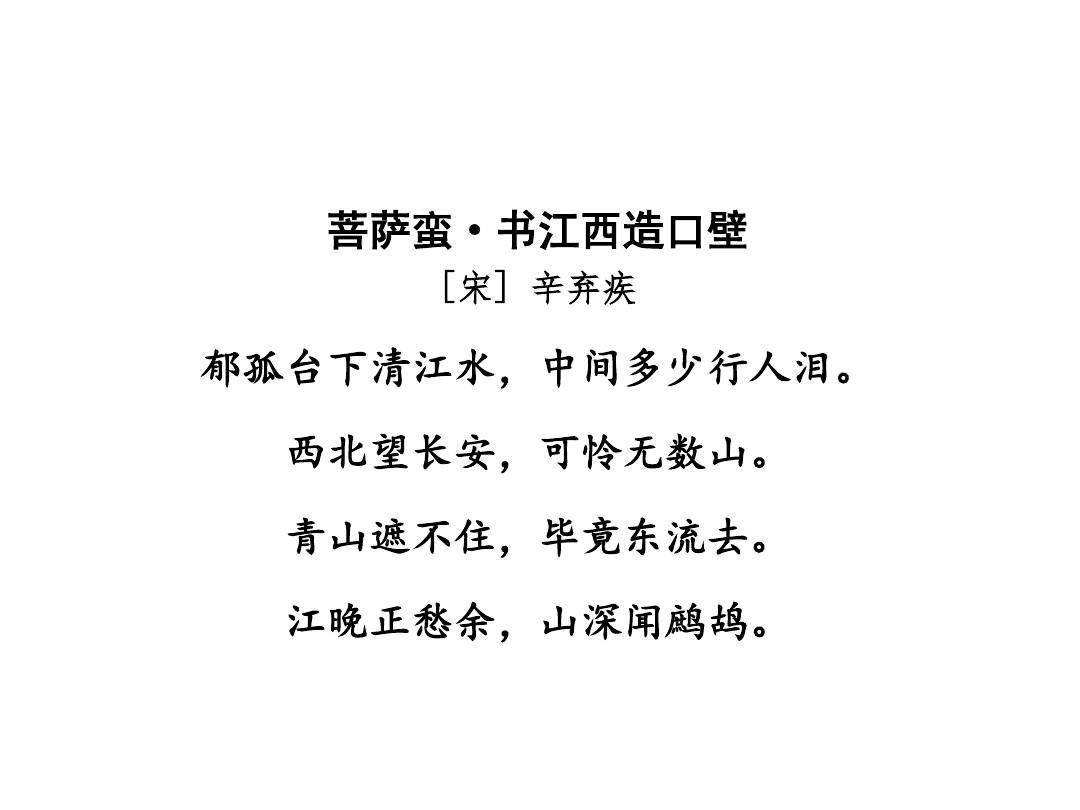 菩萨蛮·书江西造口壁
［宋］辛弃疾
郁孤台下清江水，中间多少行人泪。
西北望长安，可怜无数山。
青山遮不住，毕竟东流去。
江晚正愁余，山深闻鹧鸪。